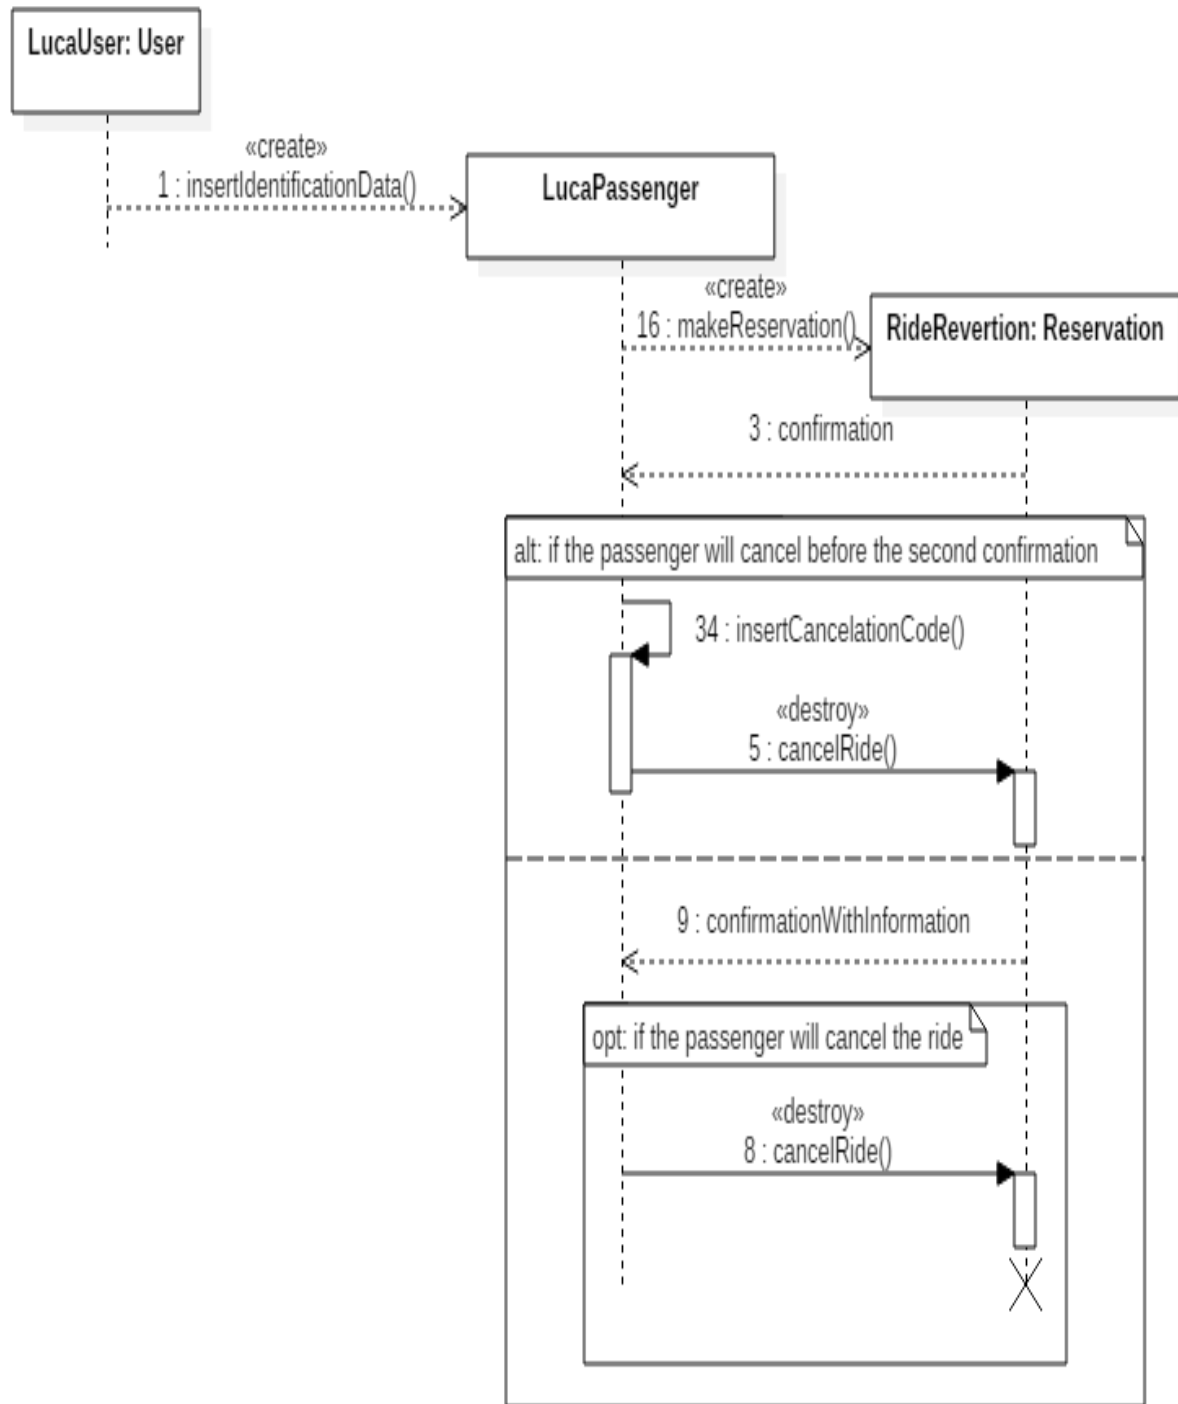 LucaUser: User
«create»
1 : insertIdentificationData()
LucaPassenger
«create»
16 : makeReservation()
RideRevertion: Reservation
3 : confirmation
alt: if the passenger will cancel before the second confirmation
34 : insertCancelationCode()
«destroy»
5 : cancelRide()
9 : confirmationWithInformation
opt: if the passenger will cancel the ride
«destroy»
8 : cancelRide()